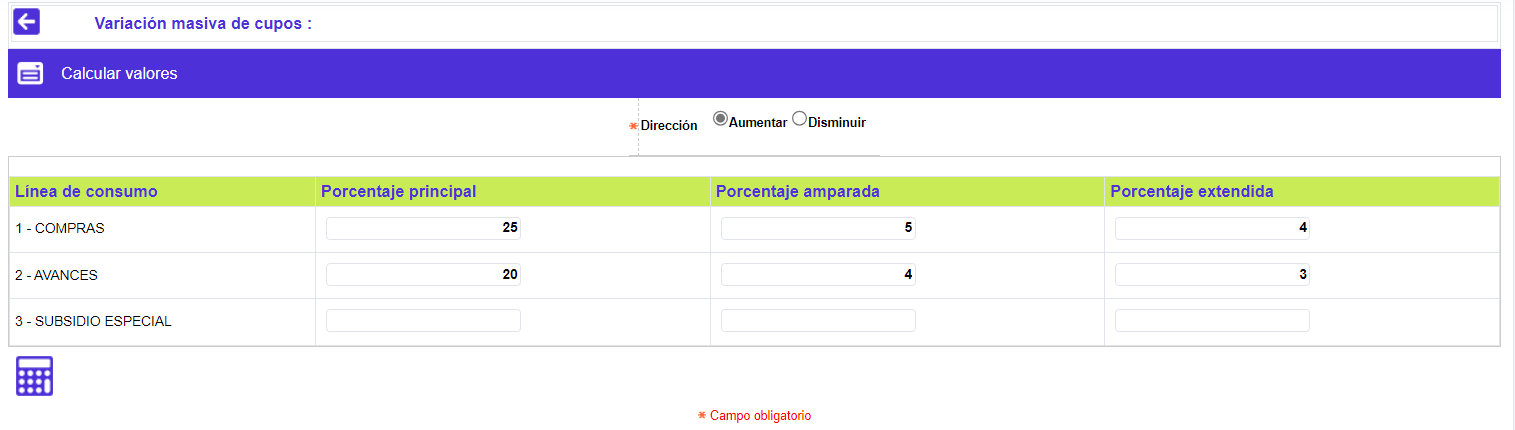 Variación masiva de cupos :
Calcular valores
* Dirección Aumentar Disminuir
Línea de consumo Porcentaje principal Porcentaje amparada Porcentaje extendida
1 - COMPRAS 25 5 4
2 - AVANCES 20 4 3
3 - SUBSIDIO ESPECIAL
* Campo obligatorio